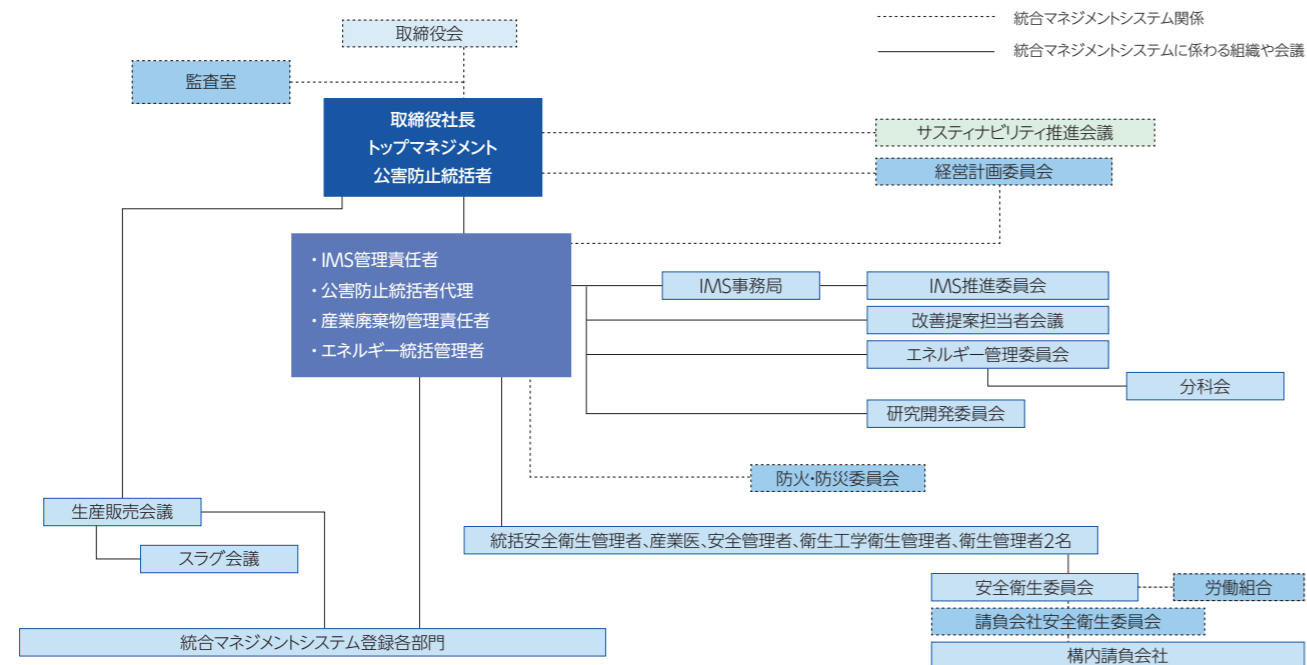 統合マネジメントシステム関係
統合マネジメントシステムに係わる組織や会議
取締役会
監査室
取締役社長
トップマネジメント
公害防止統括者
サスティナビリティ推進会議
経営計画委員会
・IMS管理責任者
・公害防止統括者代理
・産業廃棄物管理責任者
・エネルギー統括管理者
IMS事務局
IMS推進委員会
改善提案担当者会議
エネルギー管理委員会
分科会
研究開発委員会
防火・防災委員会
生産販売会議
スラグ会議
統括安全衛生管理者、産業医、安全管理者、衛生工学衛生管理者、衛生管理者2名
安全衛生委員会
労働組合
請負会社安全衛生委員会
統合マネジメントシステム登録各部門
構内請負会社